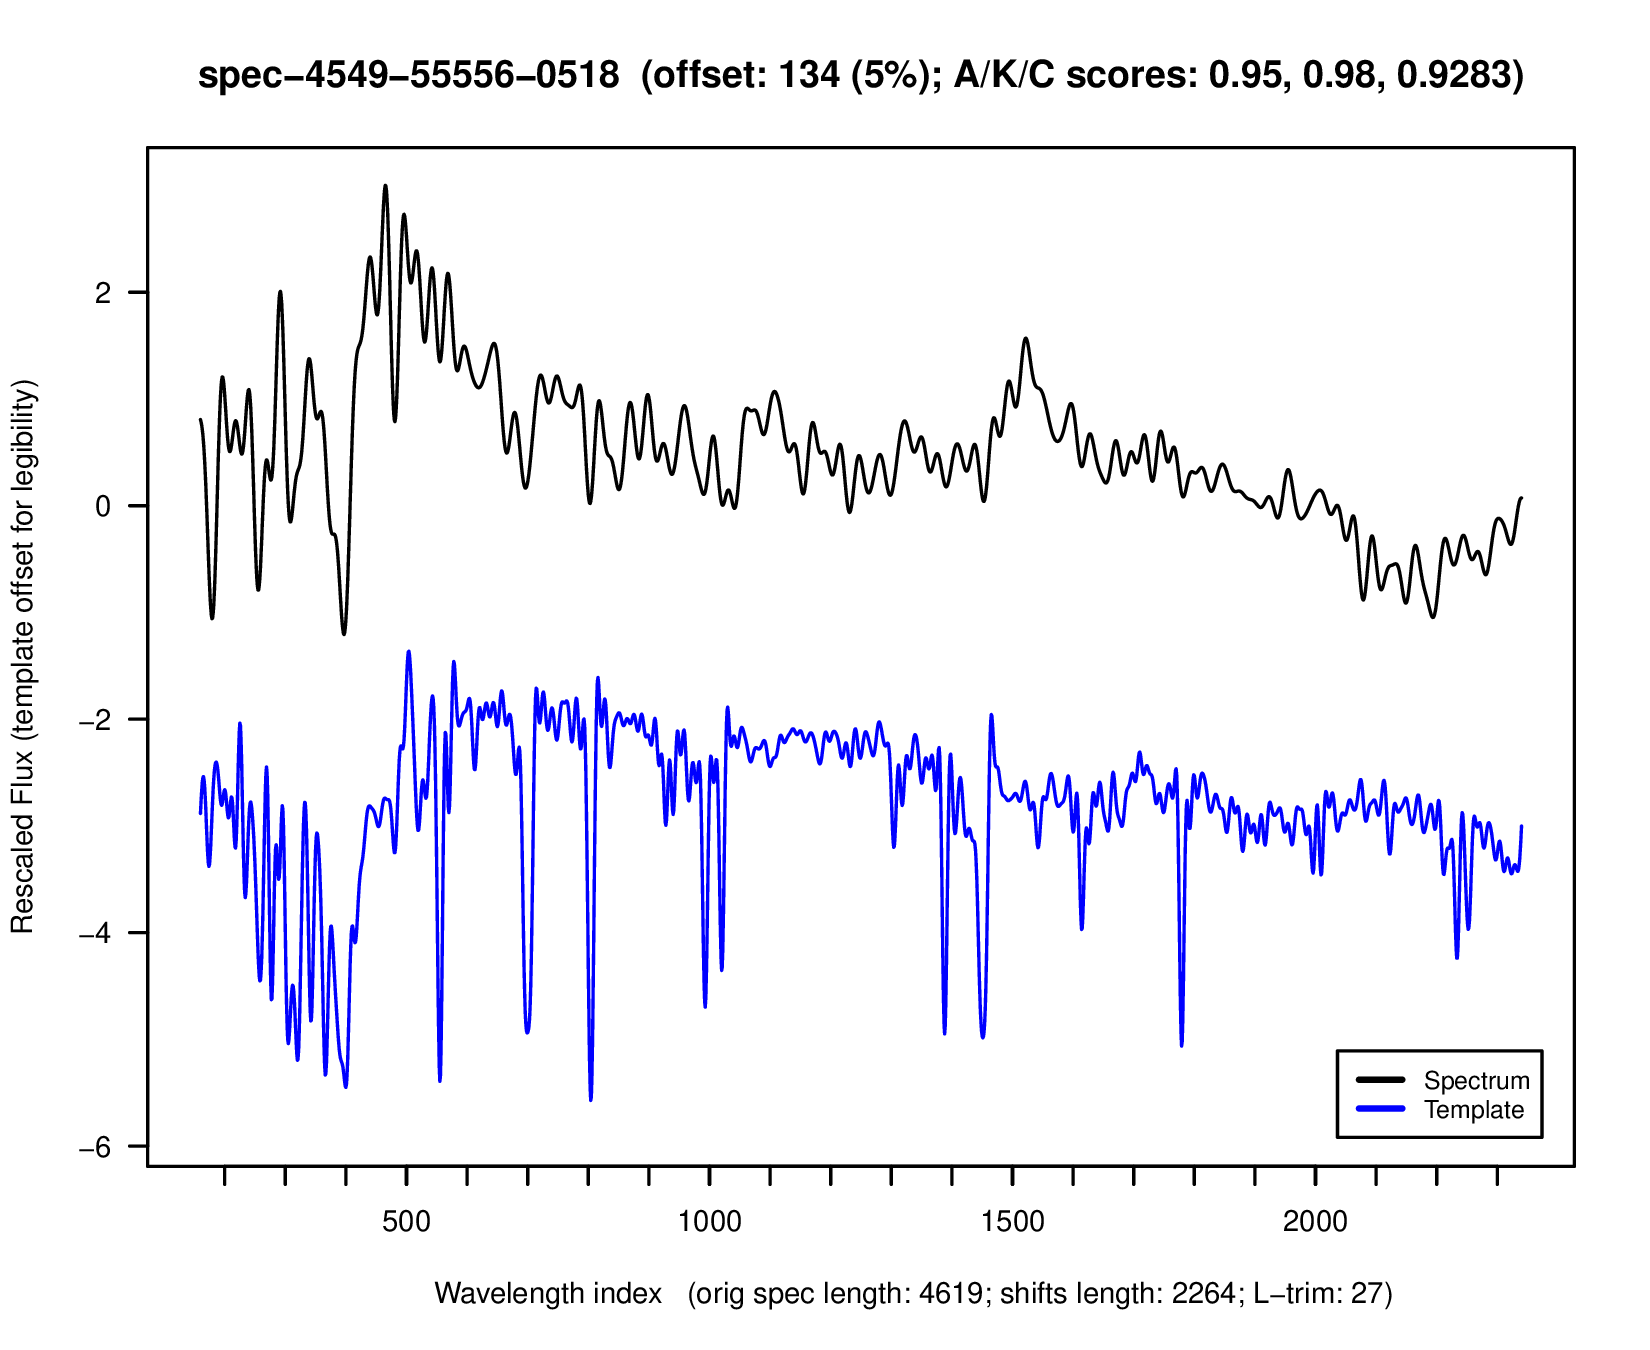 spec−4549−55556−0518 (offset: 134 (5%); A/K/C scores: 0.95, 0.98, 0.9283)
Rescaled Flux (template offset for legibility)
2
0
−2
−4
−6
Spectrum
Template
500 1000 1500 2000
Wavelength index (orig spec length: 4619; shifts length: 2264; L−trim: 27)